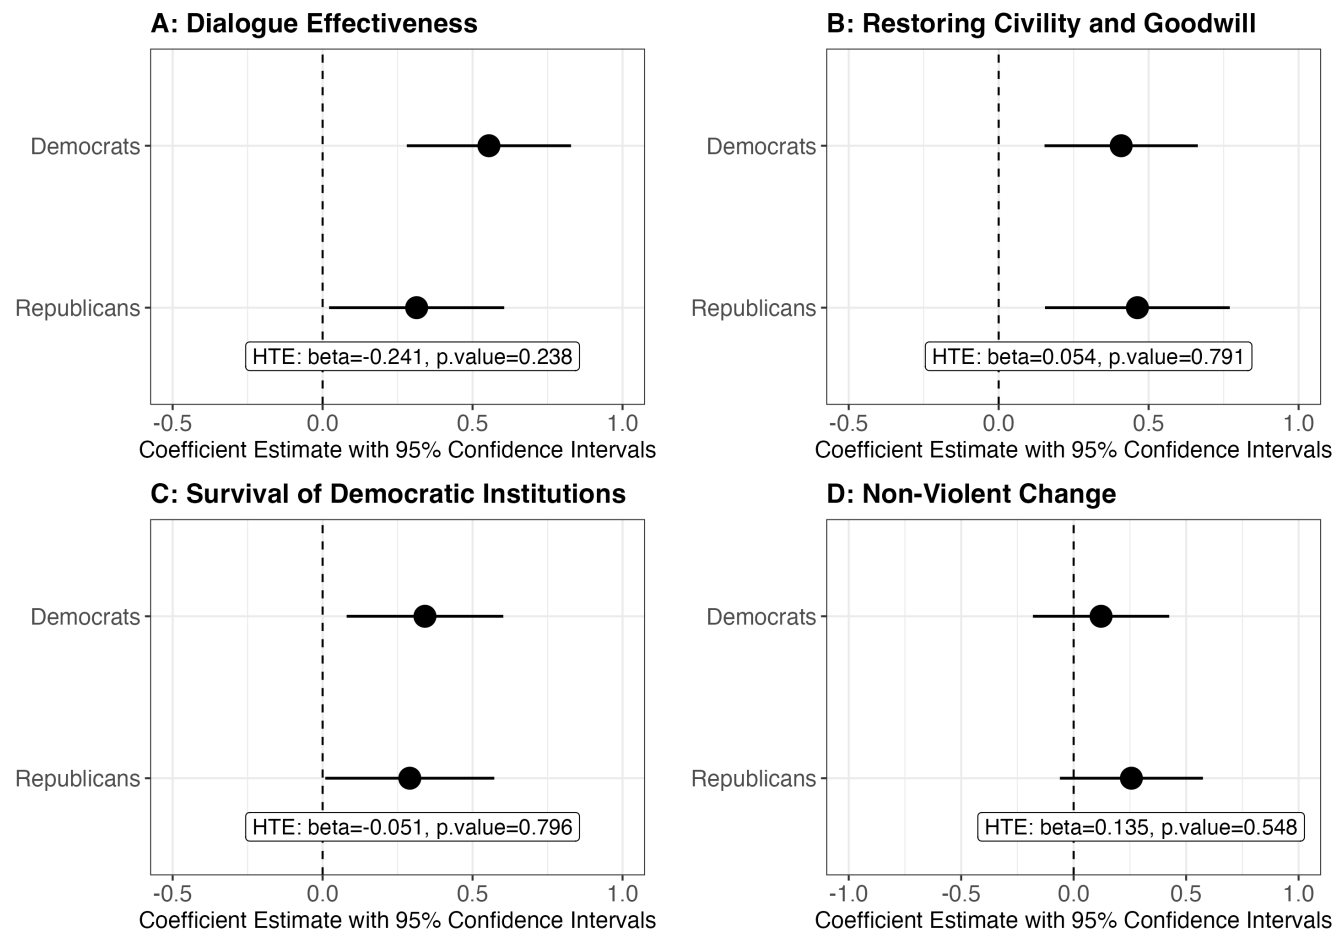 A: Dialogue Effectiveness
Democrats
Republicans
HTE: beta=-0.241, p.value=0.238
-0.5 0.0 0.5 1.0
Coefficient Estimate with 95% Confidence Intervals
B: Restoring Civility and Goodwill
Democrats
Republicans
HTE: beta=0.054, p.value=0.791
-0.5 0.0 0.5 1.0
Coefficient Estimate with 95% Confidence Intervals
C: Survival of Democratic Institutions
Democrats
Republicans
HTE: beta=-0.051, p.value=0.796
-0.5 0.0 0.5 1.0
Coefficient Estimate with 95% Confidence Intervals
D: Non-Violent Change
Democrats
Republicans
HTE: beta=0.135, p.value=0.548
-1.0 -0.5 0.0 0.5 1.0
Coefficient Estimate with 95% Confidence Intervals